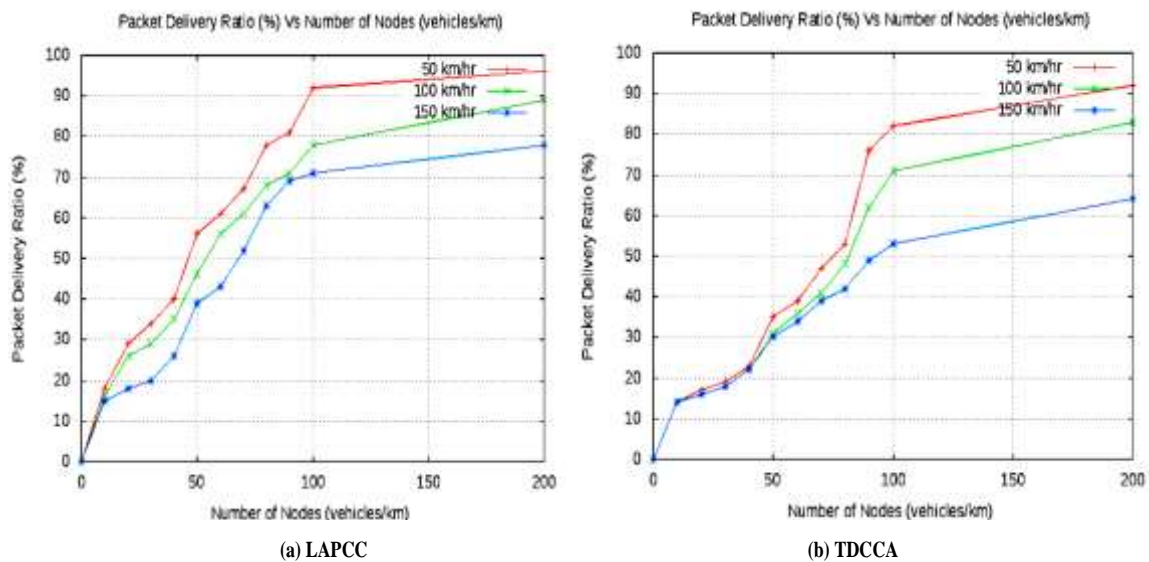 Packet Delivery Ratio (%) Vs Number of Nodes (vehicles/km)
100
90
80
70
60
50
40
30
20
10
0
Packet Delivery Ratio (%)
50 km/hr
100 km/hr
150 km/hr
0 50 100 150 200
Number of Nodes (vehicles/km)
(a) LAPCC
Packet Delivery Ratio (%) Vs Number of Nodes (vehicles/km)
100
90
80
70
60
50
40
30
20
10
0
Packet Delivery Ratio (%)
50 km/hr
100 km/hr
150 km/hr
0 50 100 150 200
Number of Nodes (vehicles/km)
(b) TDCCA